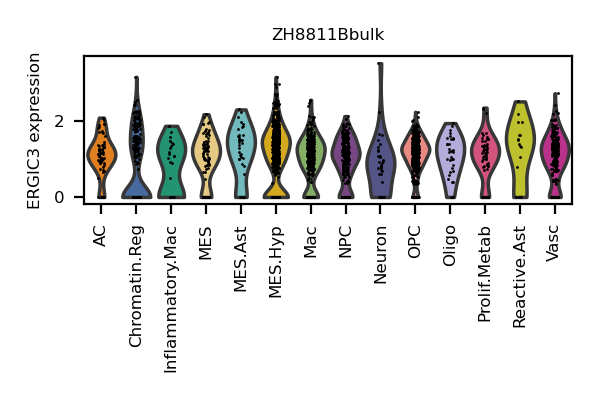 ZH8811Bbulk
ERGIC3 expression
2
0
AC
Chromatin.Reg
Inflammatory.Mac
MES
MES.Ast
MES.Hyp
Mac
NPC
Neuron
OPC
Oligo
Prolif.Metab
Reactive.Ast
Vasc